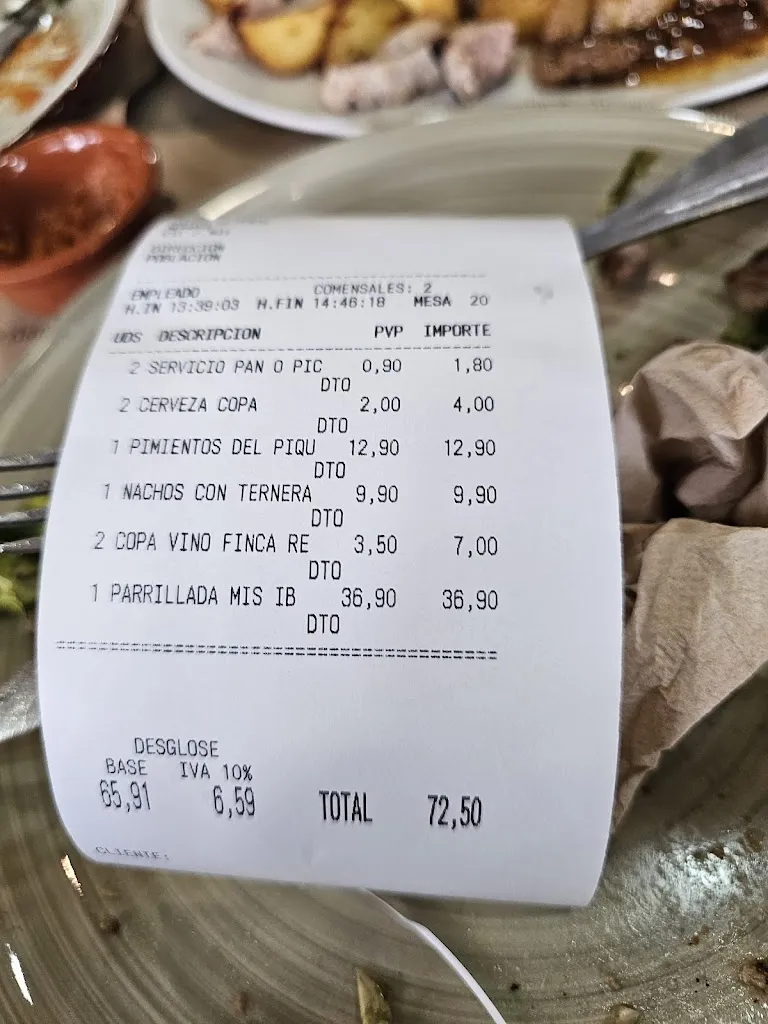 DIRECCION
POBLACION
EMPLEADO COMENSALES: 2
H.IN 13:39:03 H.FIN 14:46:18 MESA 20
UDS DESCRIPCION PVP IMPORTE
2 SERVICIO PAN O PIC 0,90 1,80
DTO
2 CERVEZA COPA 2,00 4,00
DTO
1 PIMIENTOS DEL PIQU 12,90 12,90
DTO
1 NACHOS CON TERNERA 9,90 9,90
DTO
2 COPA VINO FINCA RE 3,50 7,00
DTO
1 PARRILLADA MIS IB 36,90 36,90
DTO
DESGLOSE
BASE IVA 10%
65,91 6,59 TOTAL 72,50
CLIENTE: